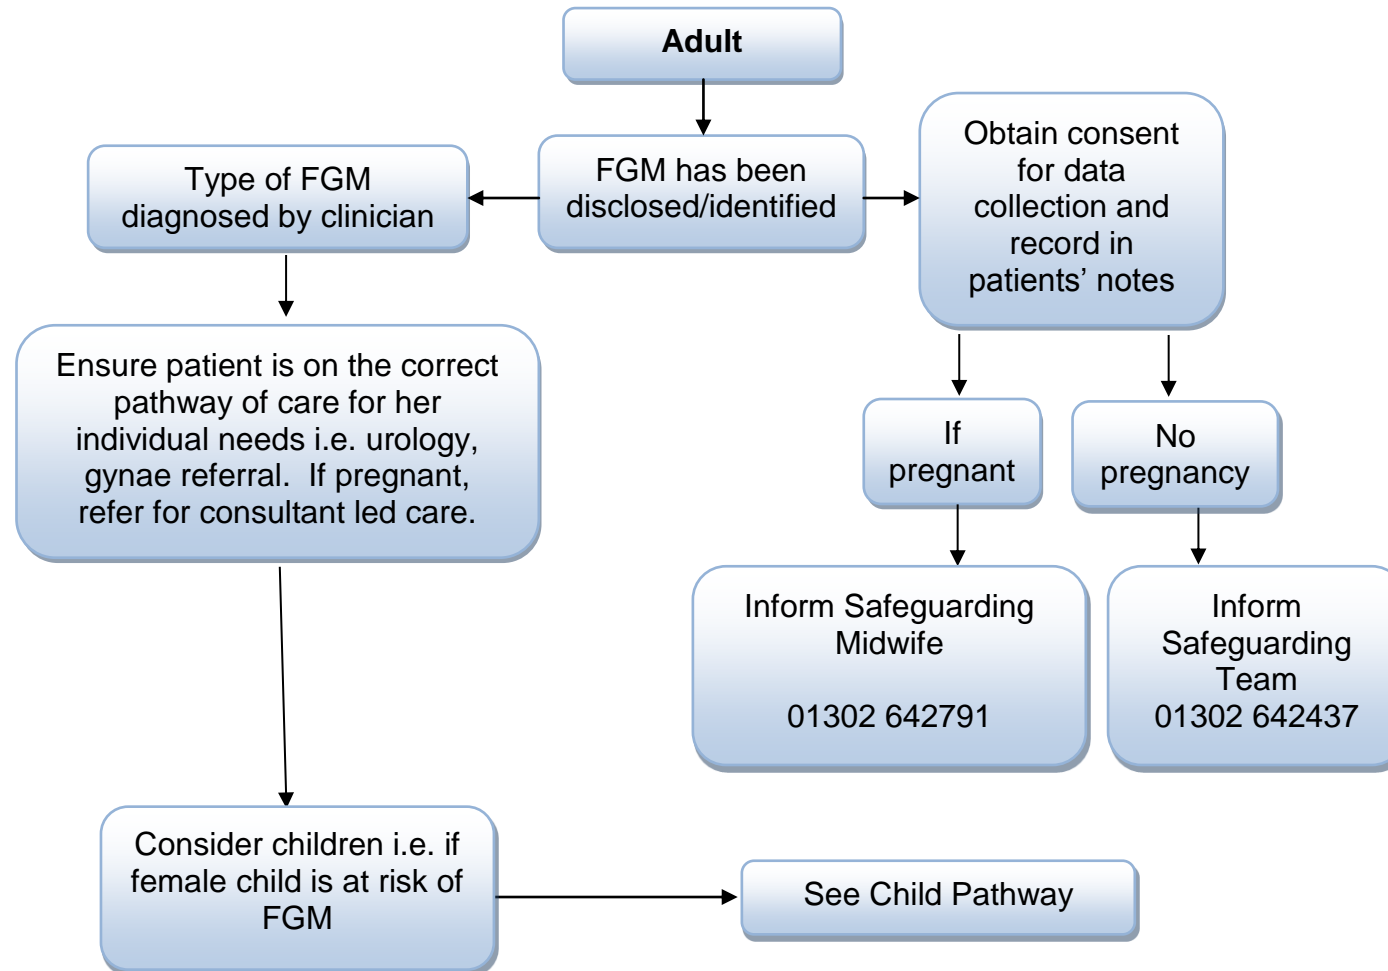 Adult
FGM has been
disclosed/identified
Type of FGM
diagnosed by clinician
Obtain consent
for data
collection and
record in
patients’ notes
Ensure patient is on the correct
pathway of care for her
individual needs i.e. urology,
gynae referral.  If pregnant,
refer for consultant led care.
If
pregnant
No
pregnancy
Inform Safeguarding
Midwife
01302 642791
Inform
Safeguarding
Team
01302 642437
Consider children i.e. if
female child is at risk of
FGM
See Child Pathway